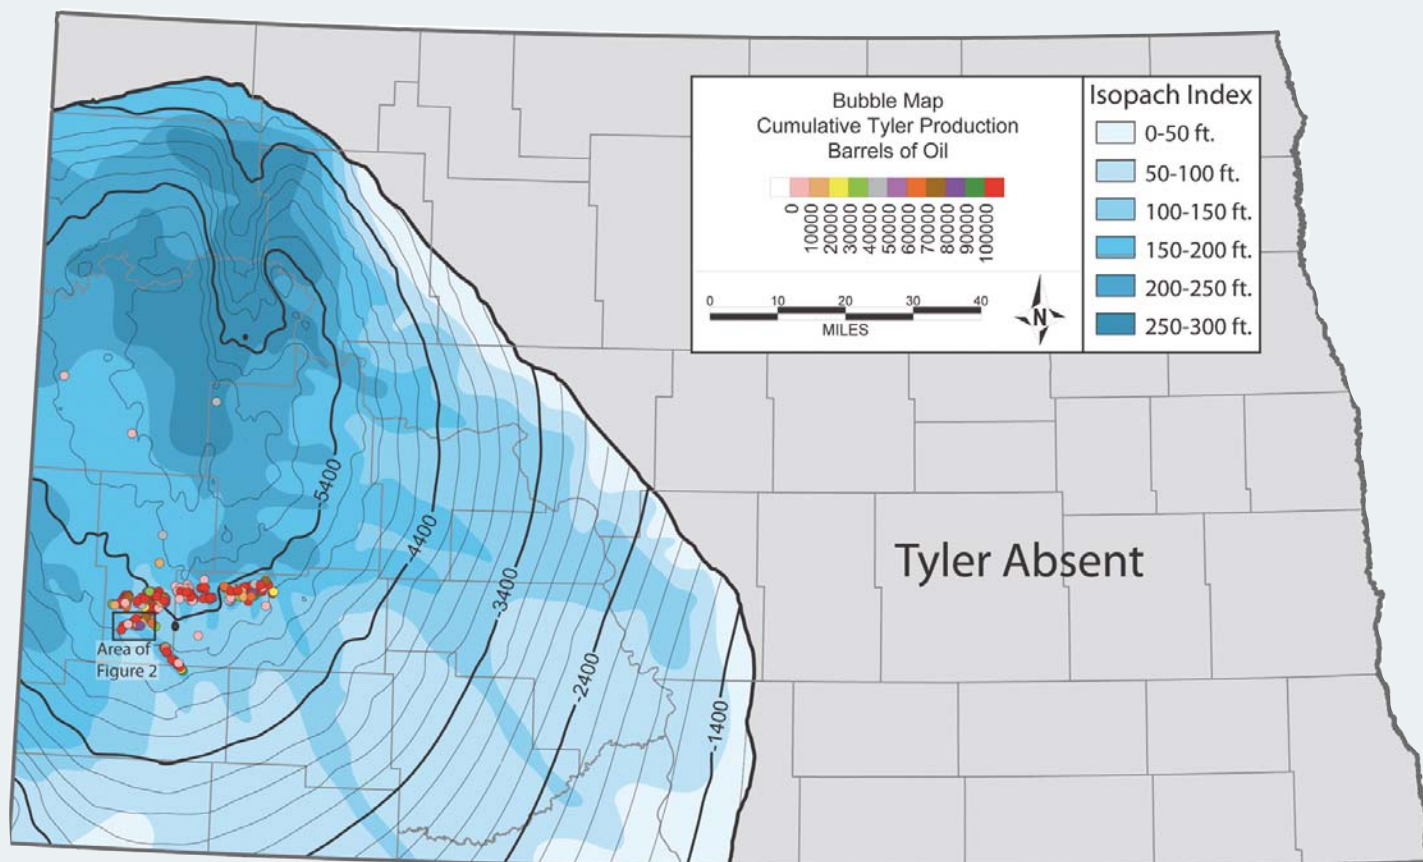 Bubble Map
Cumulative Tyler Production
Barrels of Oil
0
10000
20000
30000
40000
50000
60000
70000
80000
90000
100000
0 10 20 30 40
MILES
N
Isopach Index
0-50 ft.
50-100 ft.
100-150 ft.
150-200 ft.
200-250 ft.
250-300 ft.
-5400
-4400
-3400
-2400
-1400
Tyler Absent
Area of
Figure 2